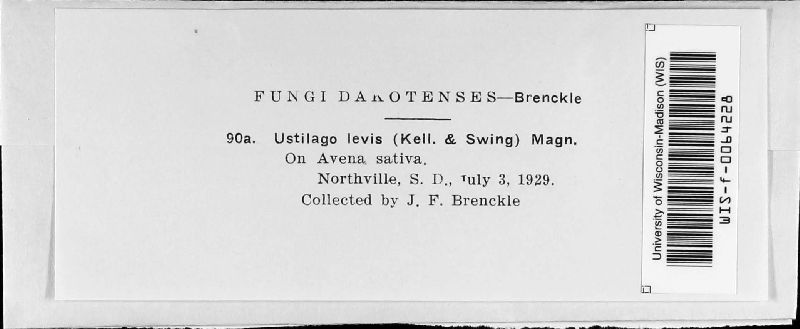 FUNGI DAKOTENSES—Brenckle
90a. Ustilago levis (Kell. & Swing) Magn.
On Avena sativa.
Northville, S. D., July 3, 1929.
Collected by J. F. Brenckle
University of Wisconsin-Madison (WIS)
WIS-f-0064228